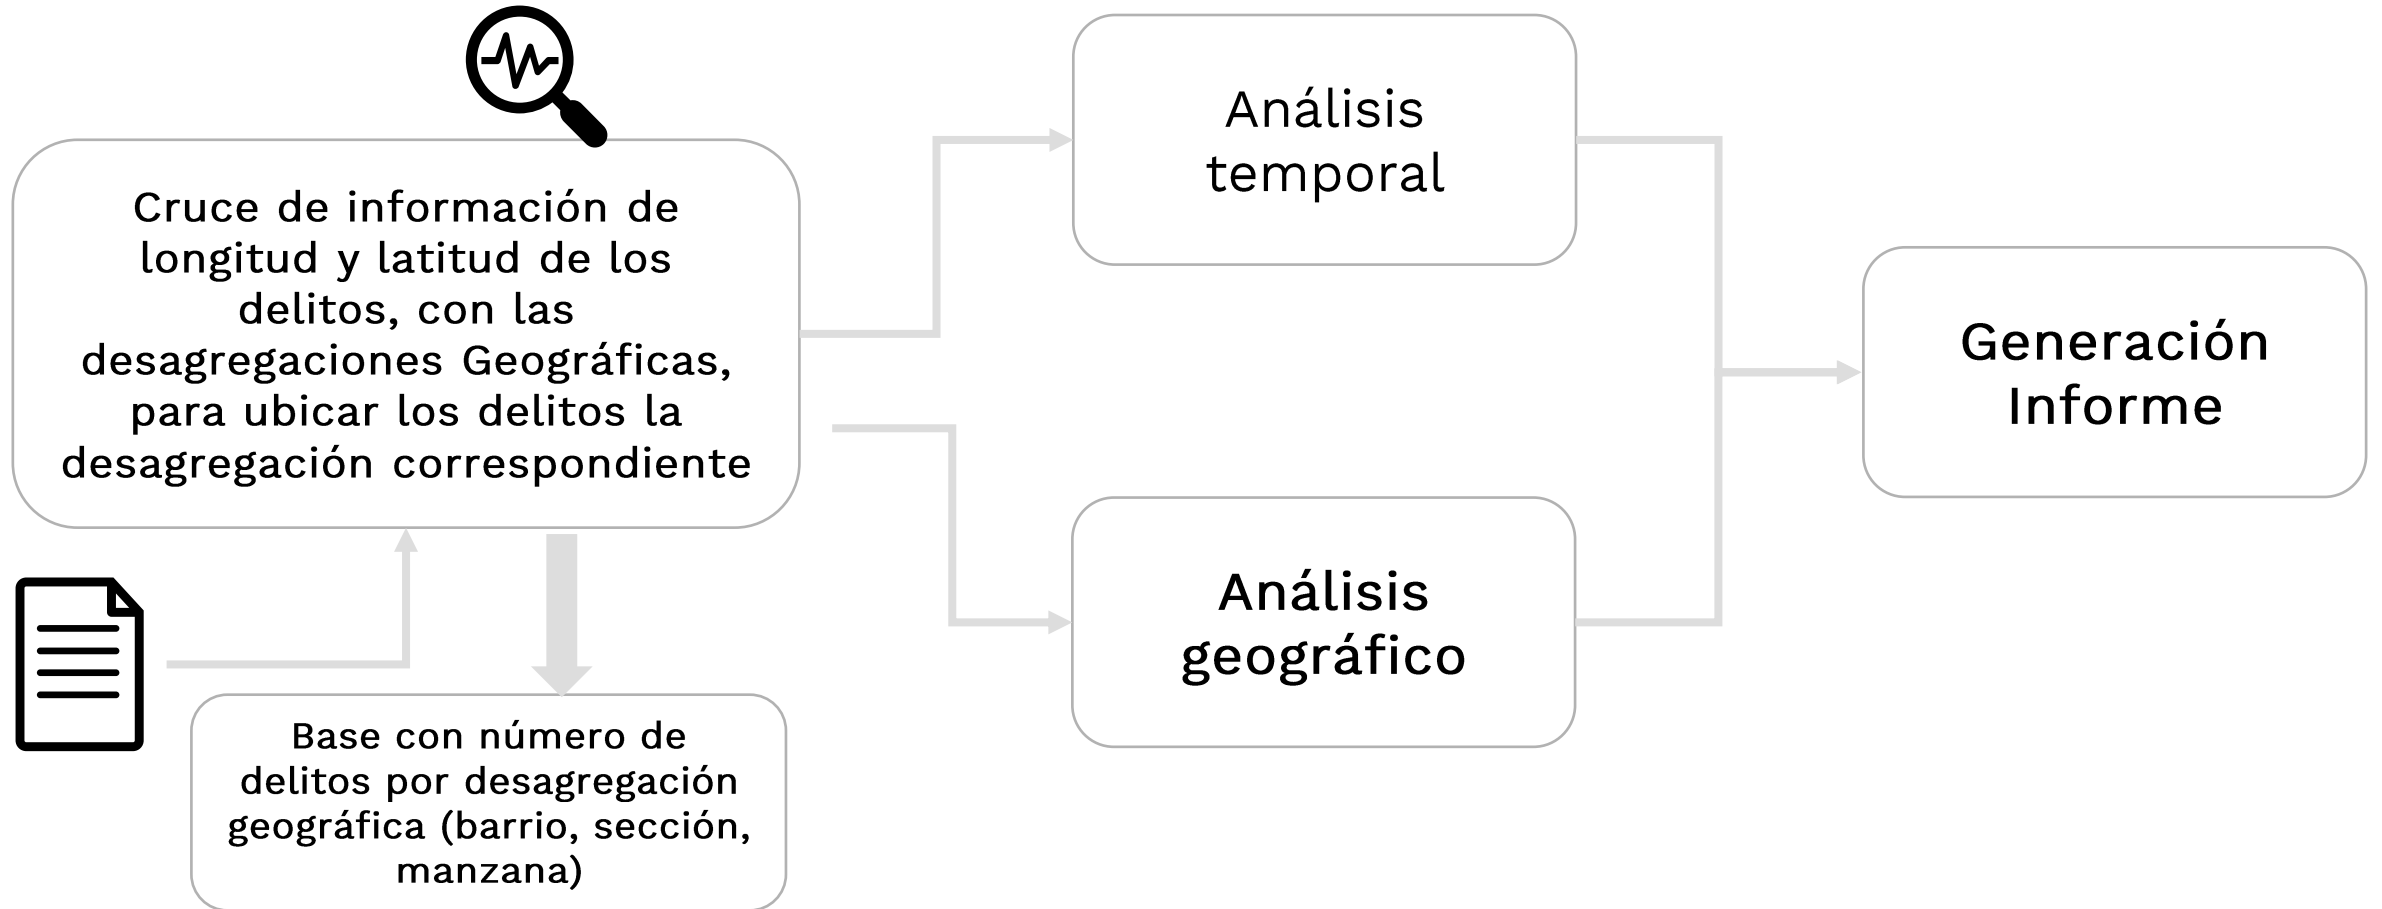 Cruce de información de
longitud y latitud de los
delitos, con las
desagregaciones Geográficas,
para ubicar los delitos la
desagregación correspondiente
Base con número de
delitos por desagregación
geográfica (barrio, sección,
manzana)
Análisis
temporal
Análisis
geográfico
Generación
Informe